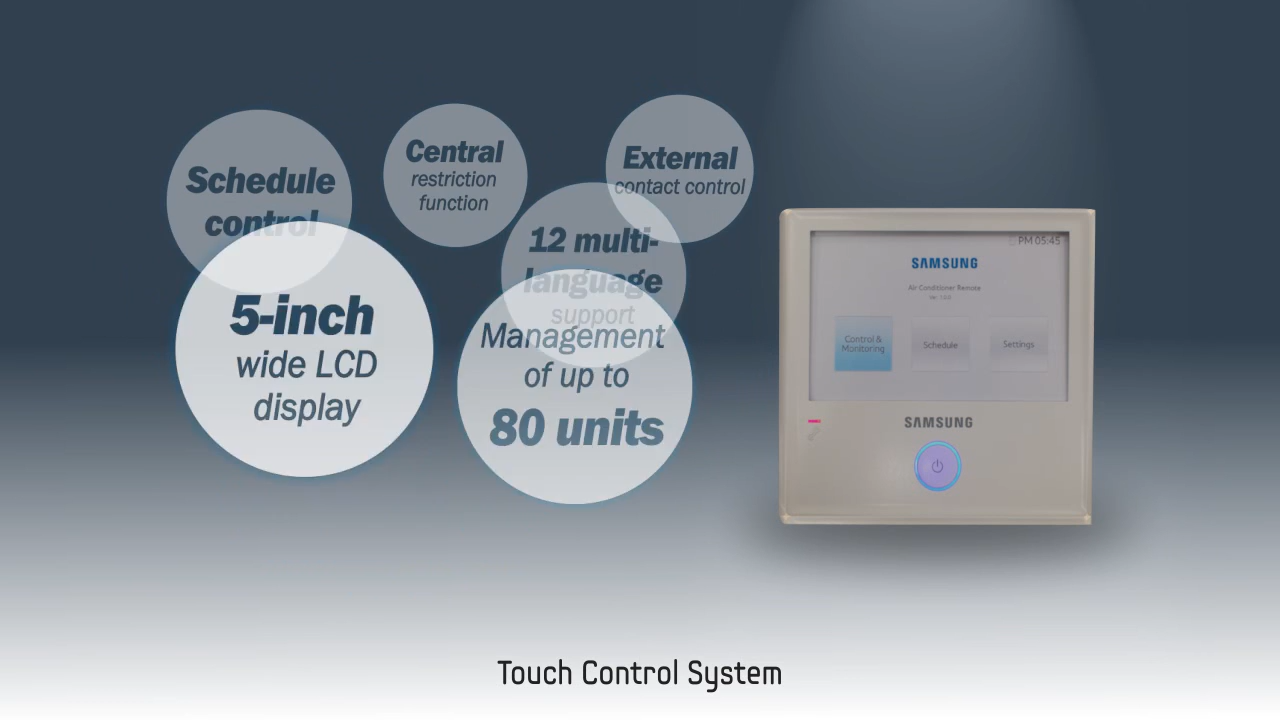 Schedule
control
Central
restriction
function
External
contact control
12 multi-
language
support
5-inch
wide LCD
display
Management
of up to
80 units
PM 05:45
SAMSUNG
Air Conditioner Remote
Control &
Monitoring
Schedule
Settings
SAMSUNG
Touch Control System